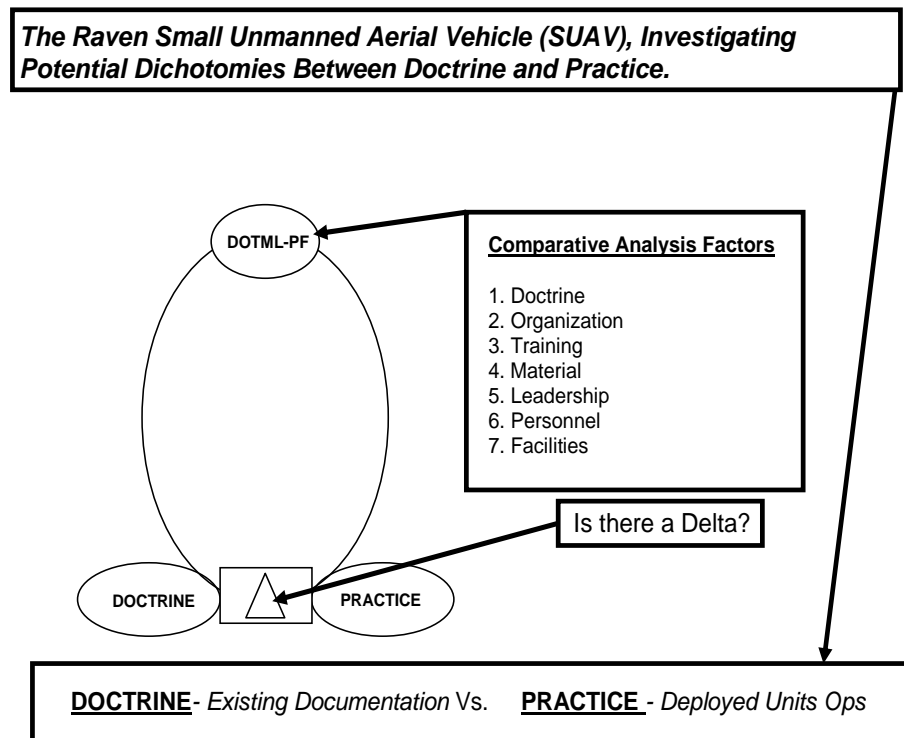 The Raven Small Unmanned Aerial Vehicle (SUAV), Investigating
Potential Dichotomies Between Doctrine and Practice.
DOTML-PF
Comparative Analysis Factors
1. Doctrine
2. Organization
3. Training
4. Material
5. Leadership
6. Personnel
7. Facilities
Is there a Delta?
DOCTRINE
PRACTICE
DOCTRINE- Existing Documentation Vs. PRACTICE - Deployed Units Ops